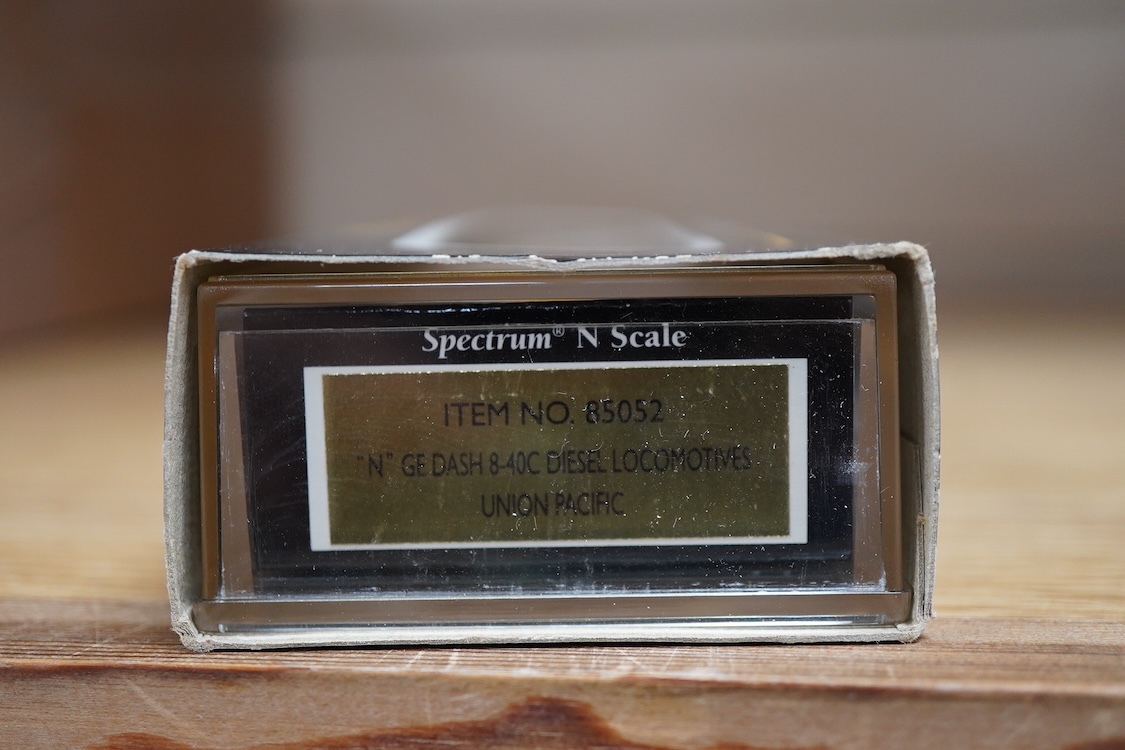 Spectrum® N Scale
ITEM NO. 85052
"N" GE DASH 8-40C DIESEL LOCOMOTIVES
UNION PACIFIC